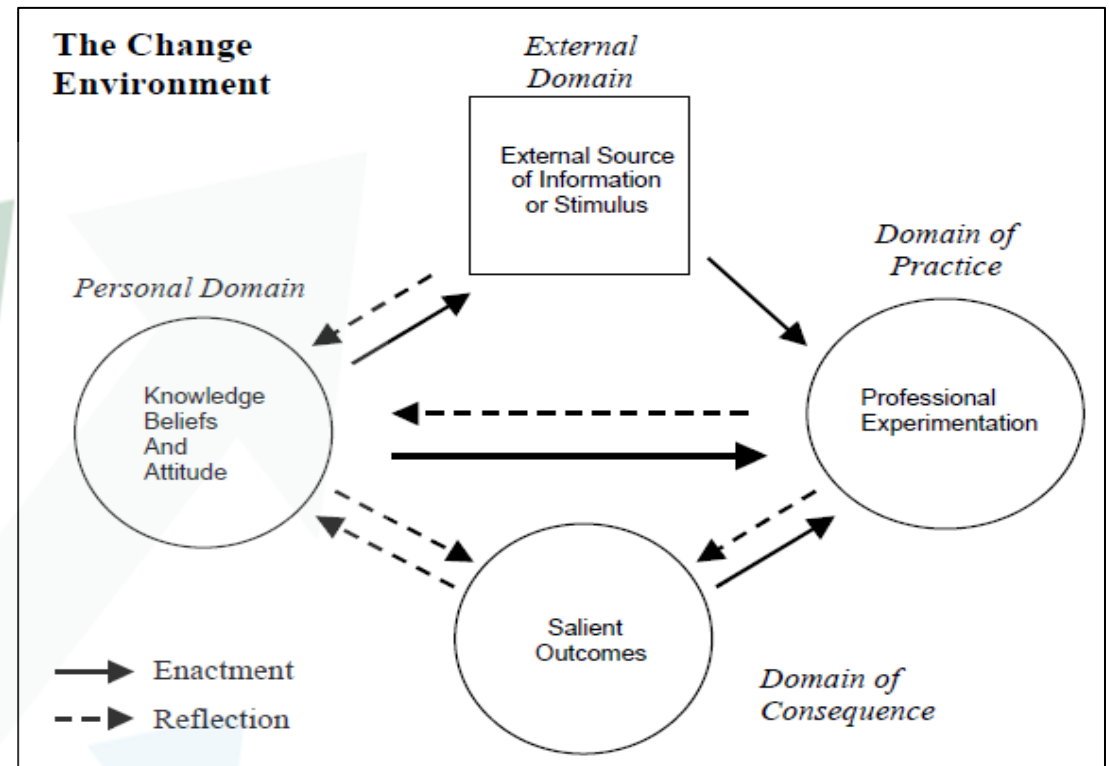 The Change
Environment
External
Domain
External Source
of Information
or Stimulus
Domain of
Practice
Personal Domain
Knowledge
Beliefs
And
Attitude
Professional
Experimentation
Salient
Outcomes
Enactment
Reflection
Domain of
Consequence